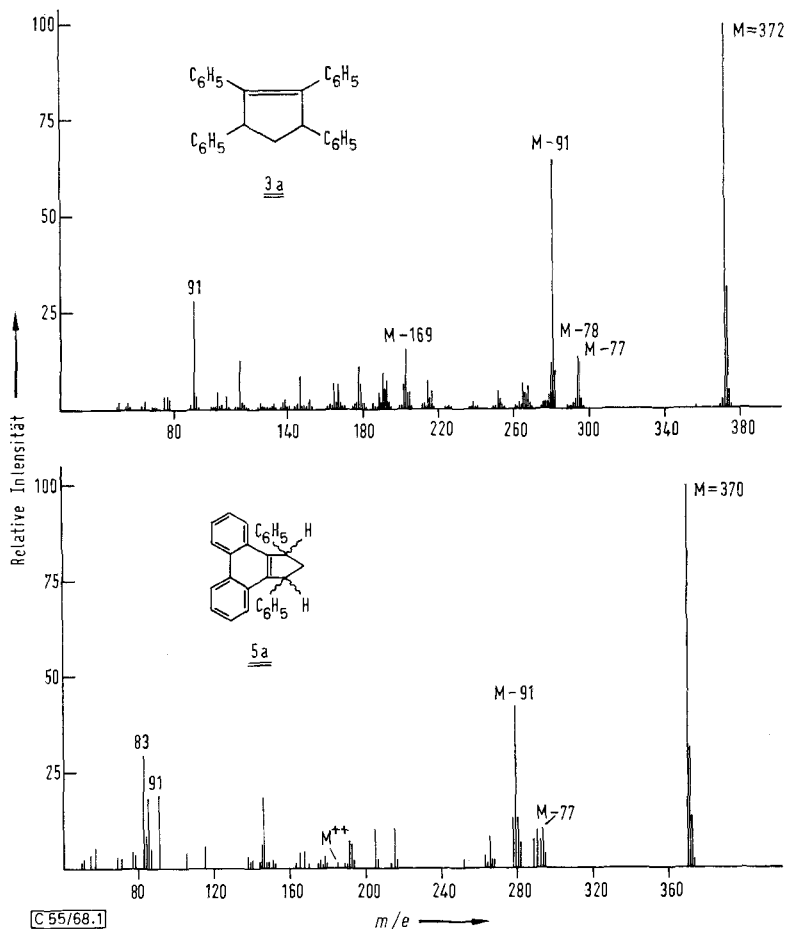 100
M=372
C6H5
C6H5
75
C6H5
C6H5
M-91
3a
50
91
25
M-169
M-78
M-77
80
140
180
220
260
300
340
380
Relative Intensität
100
M=370
C6H5
H
75
C6H5
H
5a
50
M-91
83
25
91
M++
M-77
80
120
160
200
240
280
320
360
C 55/68.1
m/e